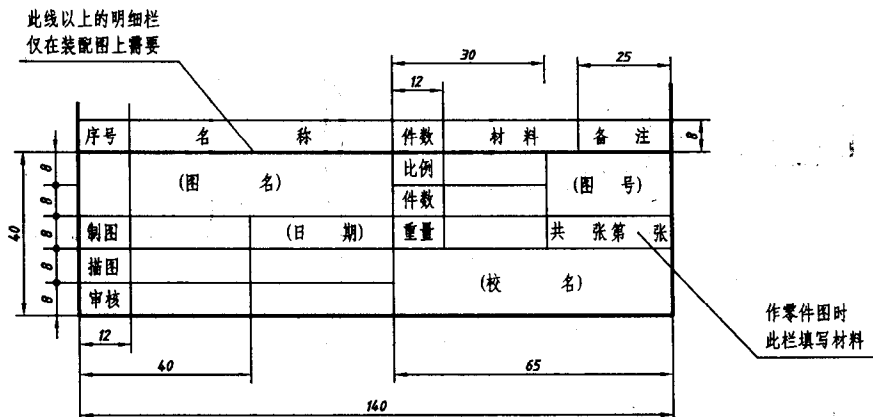 此线以上的明细栏
仅在装配图上需要
30
25
12
序号 名 称 件数 材 料 备 注
8
(图 名) 比例 (图 号)
件数
制图 (日 期) 重量 共 张第 张
描图 (校 名)
审核
8
8
8
8
8
40
作零件图时
此栏填写材料
12
40
65
140